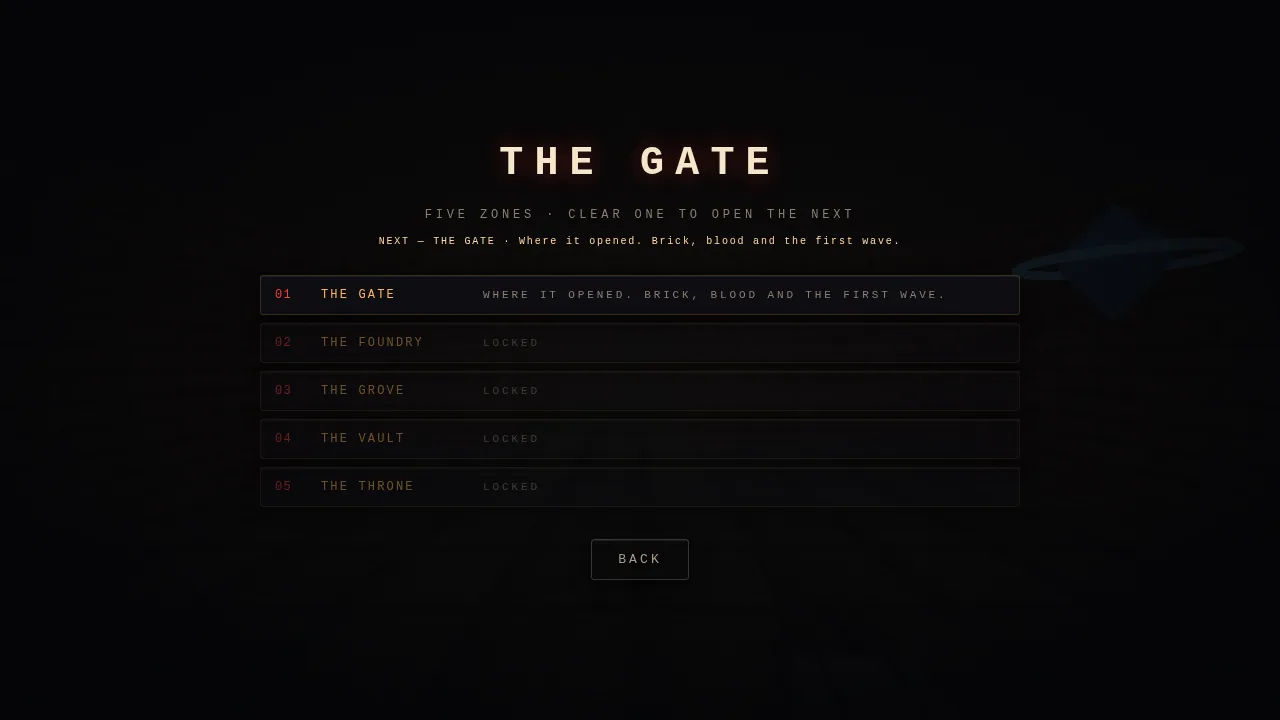 THE GATE
FIVE ZONES · CLEAR ONE TO OPEN THE NEXT
NEXT — THE GATE · Where it opened. Brick, blood and the first wave.
01 THE GATE WHERE IT OPENED. BRICK, BLOOD AND THE FIRST WAVE.
02 THE FOUNDRY LOCKED
03 THE GROVE LOCKED
04 THE VAULT LOCKED
05 THE THRONE LOCKED
BACK